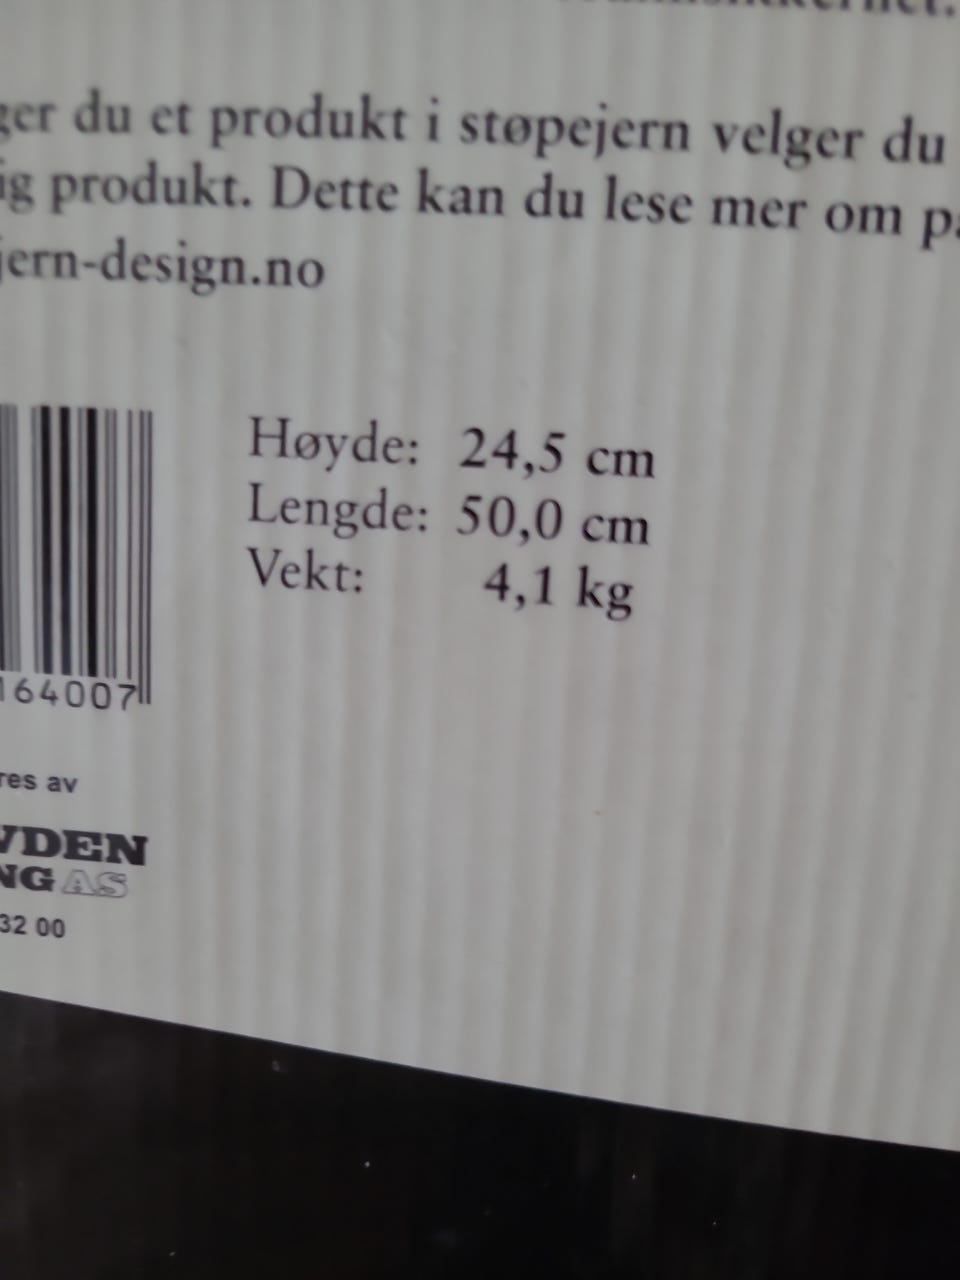 ger du et produkt i støpejern velger du
ig produkt. Dette kan du lese mer om på
jern-design.no
Høyde: 24,5 cm
Lengde: 50,0 cm
Vekt: 4,1 kg
164007
res av
VDEN
NG AS
32 00